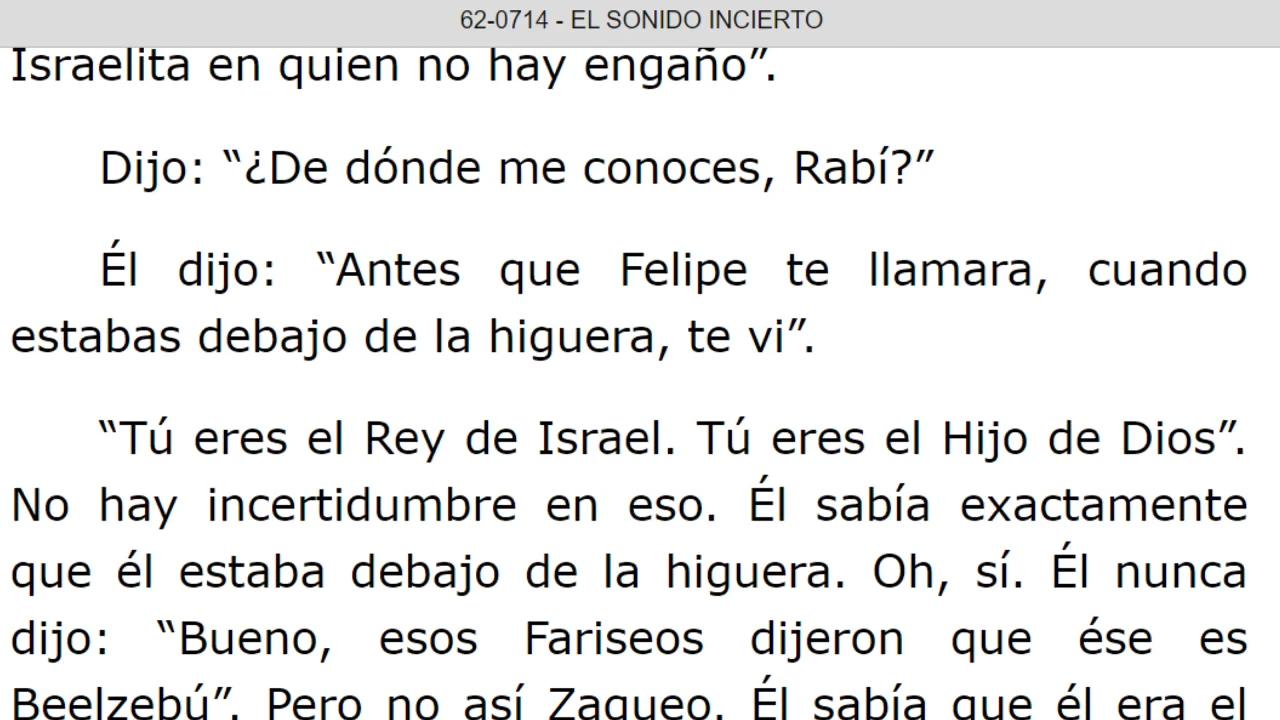 62-0714 - EL SONIDO INCIERTO
Israelita en quien no hay engaño”.
Dijo: “¿De dónde me conoces, Rabí?”
Él dijo: “Antes que Felipe te llamara, cuando
estabas debajo de la higuera, te vi”.
“Tú eres el Rey de Israel. Tú eres el Hijo de Dios”.
No hay incertidumbre en eso. Él sabía exactamente
que él estaba debajo de la higuera. Oh, sí. Él nunca
dijo: “Bueno, esos Fariseos dijeron que ése es
Beelzebú”. Pero no así Zaqueo. Él sabía que él era el